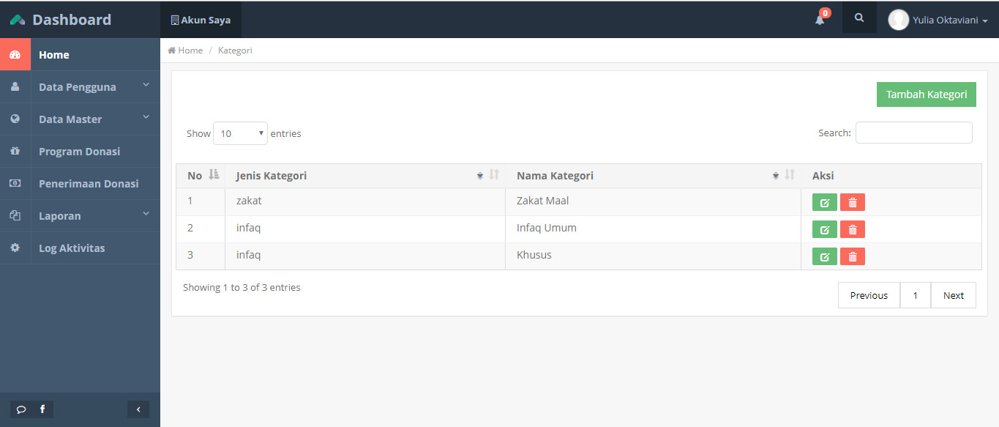 Dashboard
Akun Saya
0
Yulia Oktaviani
Home
Data Pengguna
Data Master
Program Donasi
Penerimaan Donasi
Laporan
Log Aktivitas
Home / Kategori
Tambah Kategori
Show 10 entries
Search:
No Jenis Kategori Nama Kategori Aksi
1 zakat Zakat Maal
2 infaq Infaq Umum
3 infaq Khusus
Showing 1 to 3 of 3 entries
Previous 1 Next